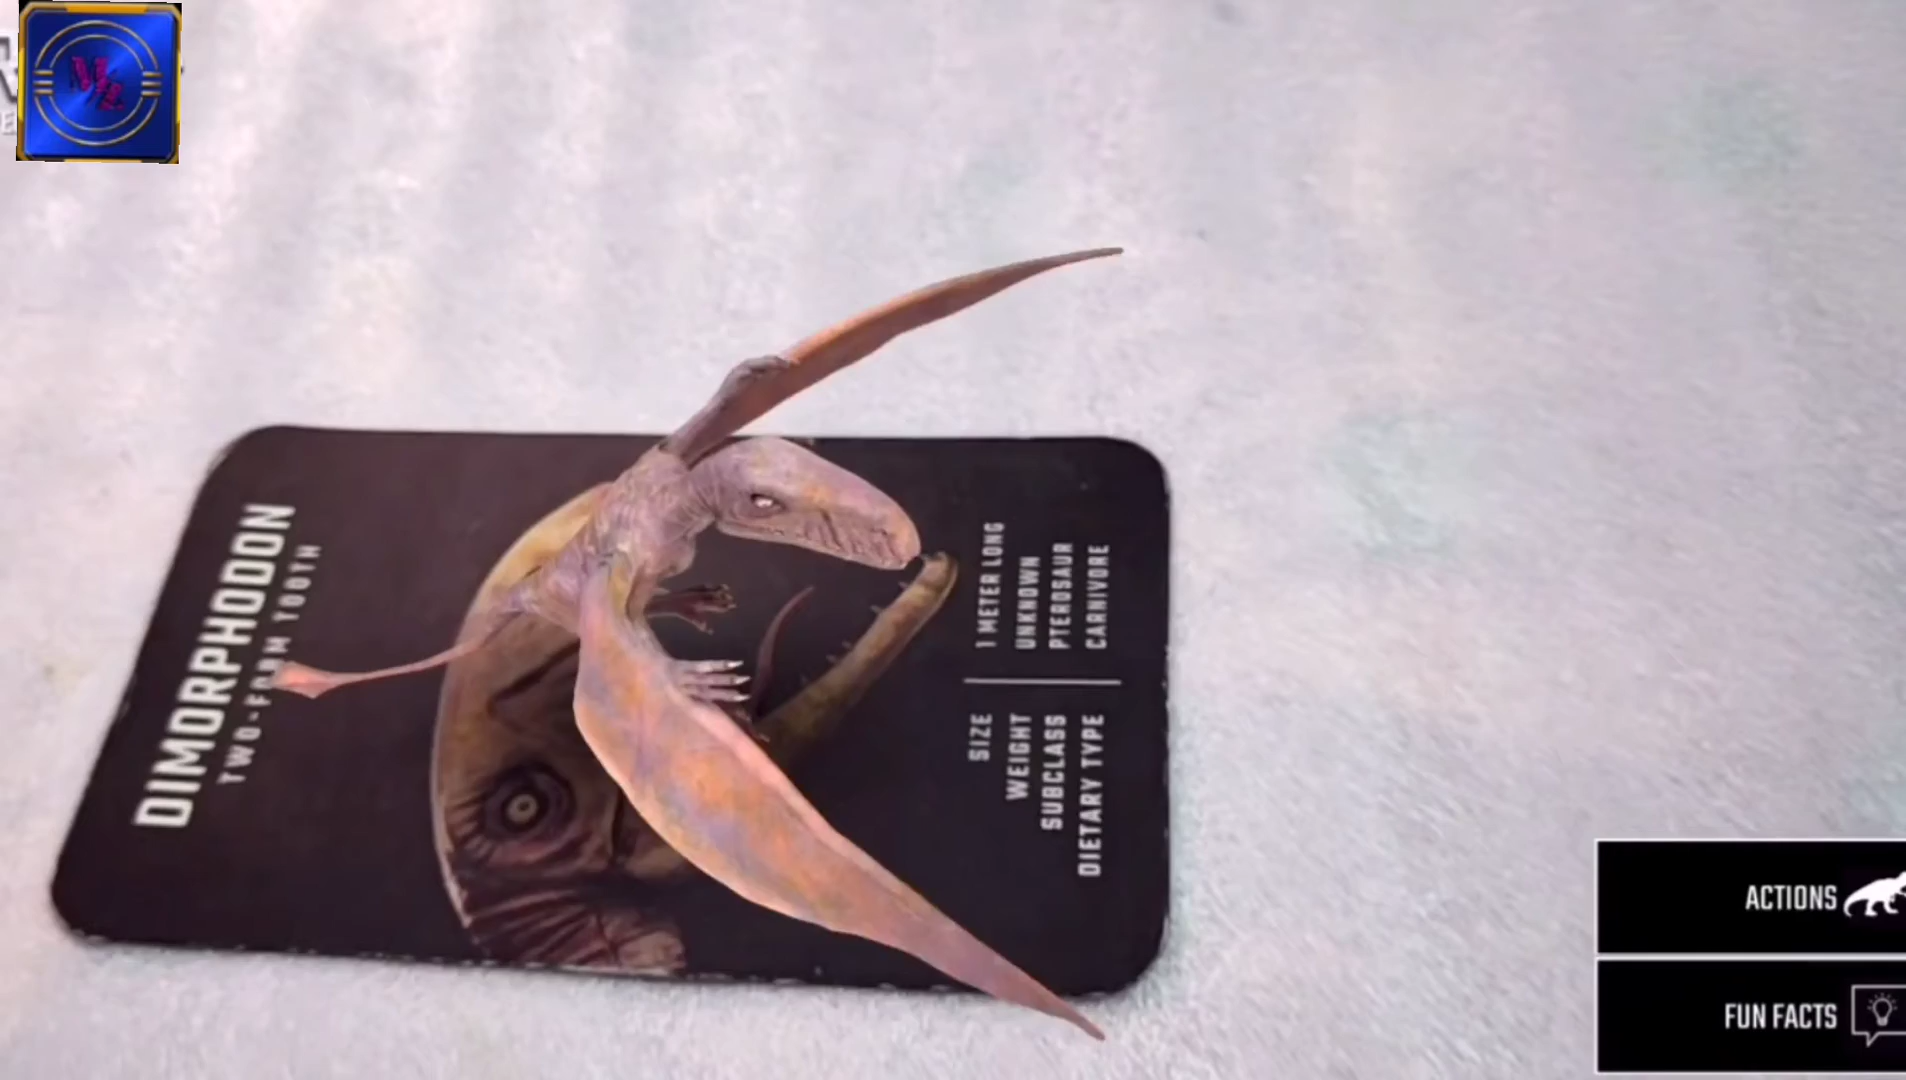 DIMORPHODON
TWO-FORM TOOTH
SIZE | 1 METER LONG
WEIGHT | UNKNOWN
SUBCLASS | PTEROSAUR
DIETARY TYPE | CARNIVORE
ACTIONS
FUN FACTS